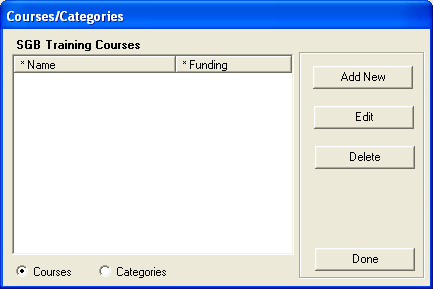 Courses/Categories
SGB Training Courses
* Name * Funding
Add New
Edit
Delete
Done
Courses Categories